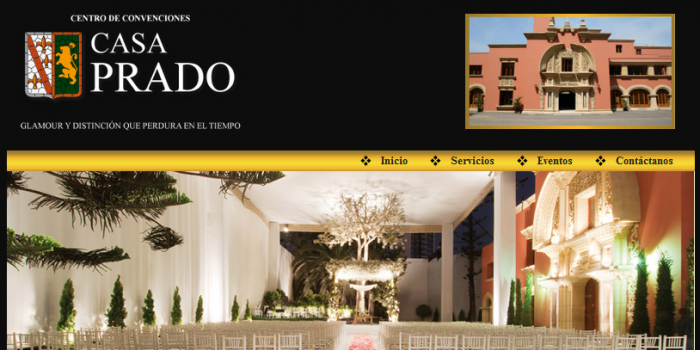 CENTRO DE CONVENCIONES
CASA
PRADO
GLAMOUR Y DISTINCIÓN QUE PERDURA EN EL TIEMPO
❖ Inicio ❖ Servicios ❖ Eventos ❖ Contáctanos